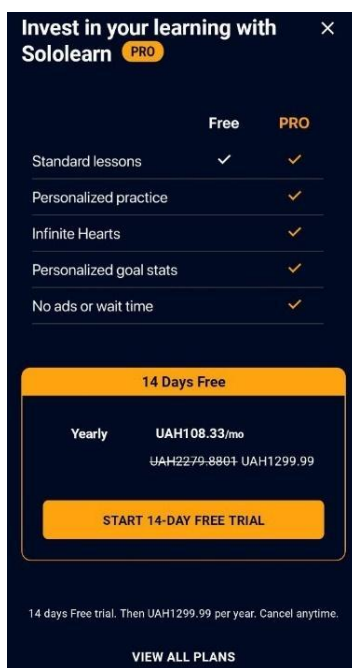 Invest in your learning with
Sololearn PRO
Free PRO
Standard lessons
Personalized practice
Infinite Hearts
Personalized goal stats
No ads or wait time
14 Days Free
Yearly UAH108.33/mo
UAH2279.8801 UAH1299.99
START 14-DAY FREE TRIAL
14 days Free trial. Then UAH1299.99 per year. Cancel anytime.
VIEW ALL PLANS